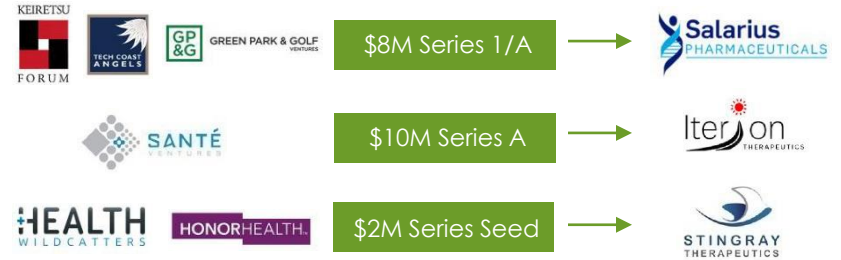 KEIRETSU
FORUM
TECH COAST
ANGELS
GP
&G
GREEN PARK & GOLF
VENTURES
$8M Series 1/A
Salarius
PHARMACEUTICALS
SANTÉ
VENTURES
$10M Series A
Iterion
THERAPEUTICS
HEALTH
WILDCATTERS
HONORHEALTH
$2M Series Seed
STINGRAY
THERAPEUTICS